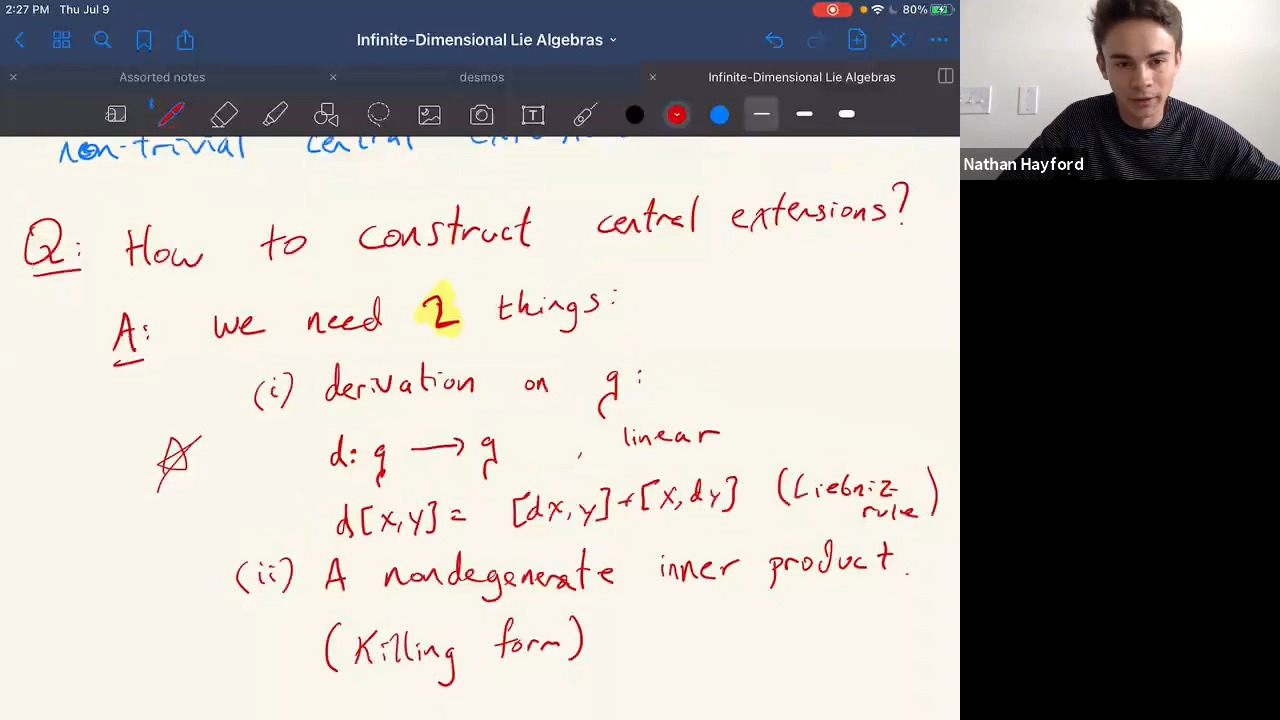 2:27 PM Thu Jul 9
80%
Infinite-Dimensional Lie Algebras
Assorted notes
desmos
Infinite-Dimensional Lie Algebras
Nathan Hayford
non-trivial central
Q: How to construct central extensions?
A: we need 2 things:
(i) derivation on g:
d: g → g , linear
d[x,y] = [dx,y]+[x,dy] (Liebniz
rule)
(ii) A nondegenerate inner product.
(Killing form)